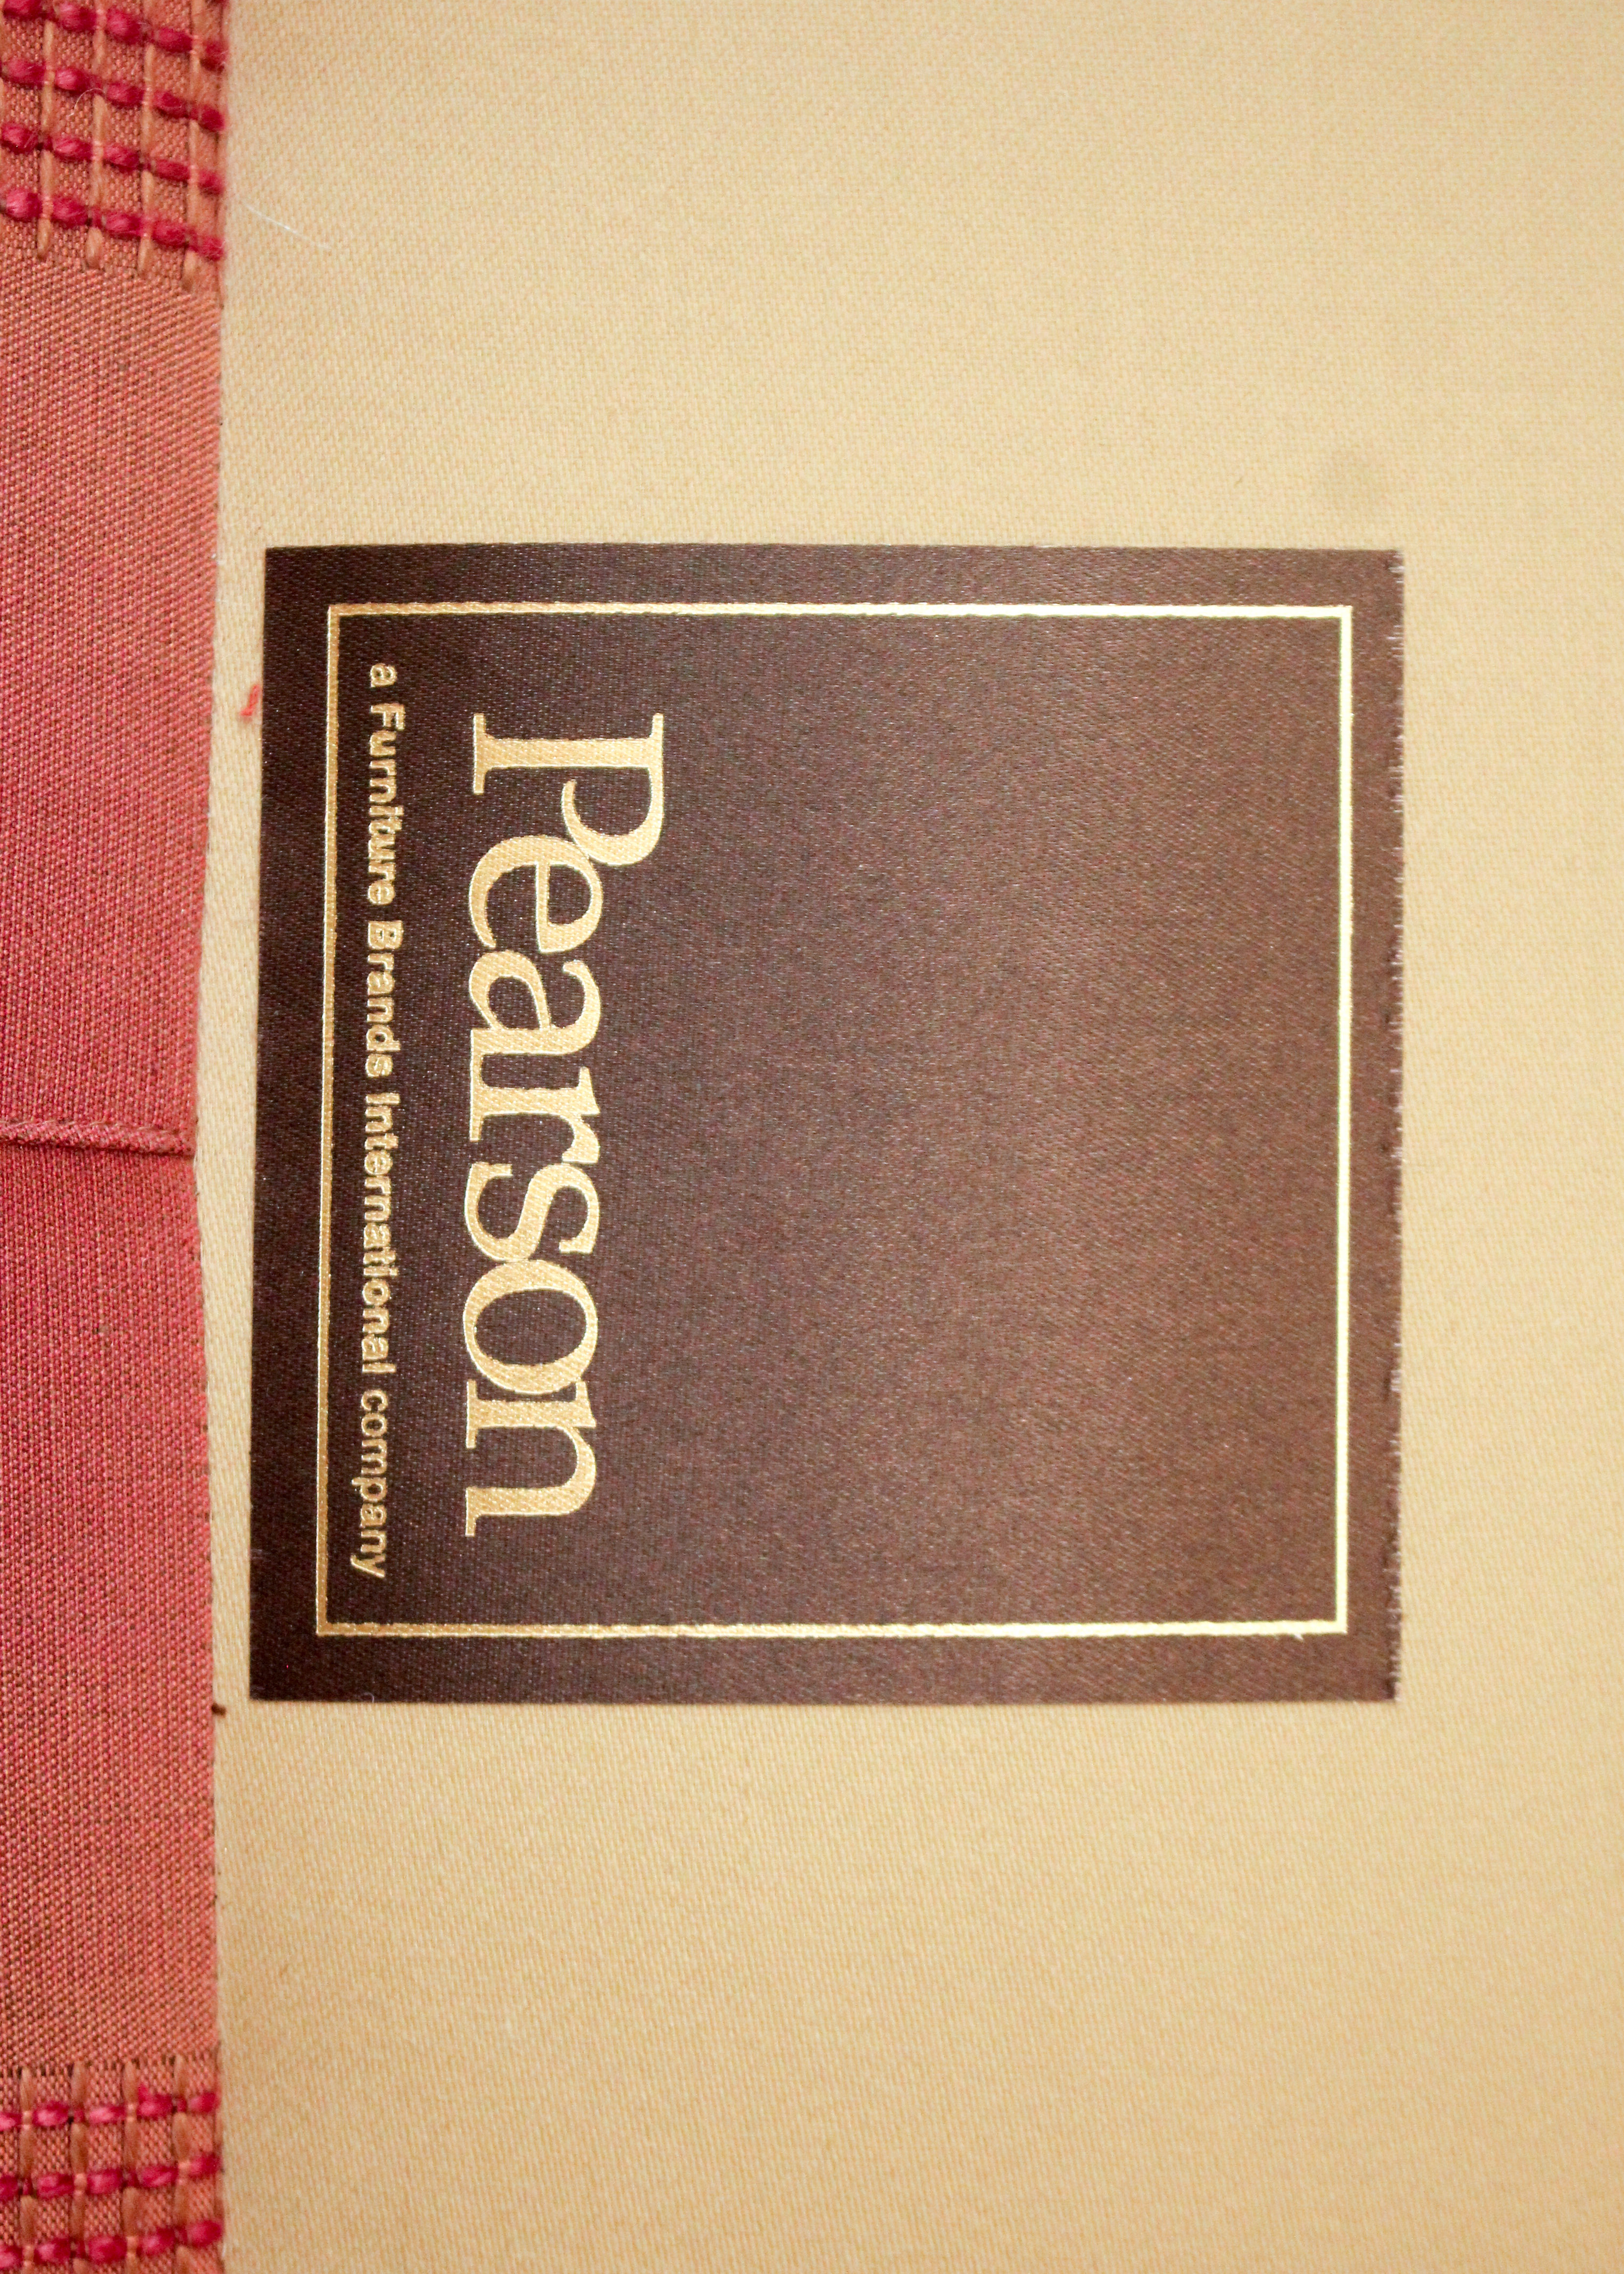 Pearson
a Furniture Brands International company